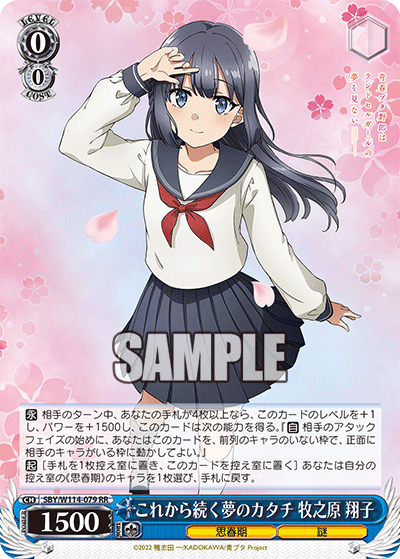 LEVEL
0
0
COST
青春ブタ野郎は
ランドセルガールの
夢を見ない
SAMPLE
永 相手のターン中、あなたの手札が4枚以上なら、このカードのレベルを+1
し、パワーを+1500し、このカードは次の能力を得る。『自 相手のアタック
フェイズの始めに、あなたはこのカードを、前列のキャラのいない枠で、正面に
相手のキャラがいる枠に動かしてよい。』
起 [手札を1枚控え室に置き、このカードを控え室に置く] あなたは自分の
控え室の《思春期》のキャラを1枚選び、手札に戻す。
CH SBY/W114-079 RR
これから続く夢のカタチ 牧之原 翔子
1500
思春期
謎
©2022 鴨志田 一/KADOKAWA/青ブタ Project